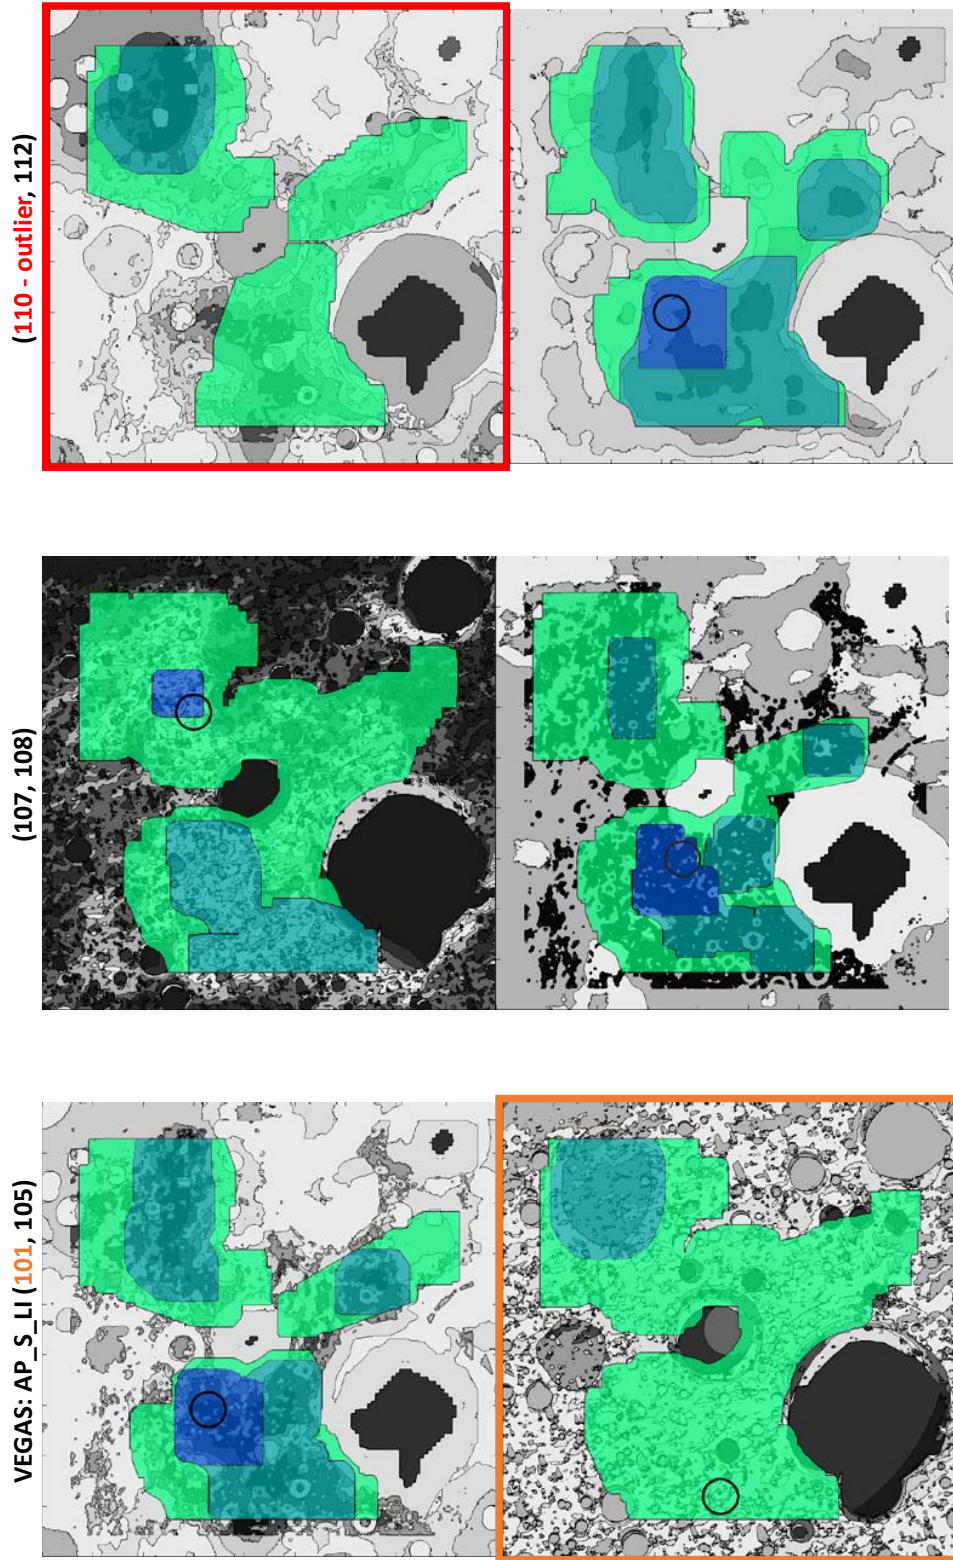 (110 - outlier, 112)
(107, 108)
VEGAS: AP_S_LI (101, 105)